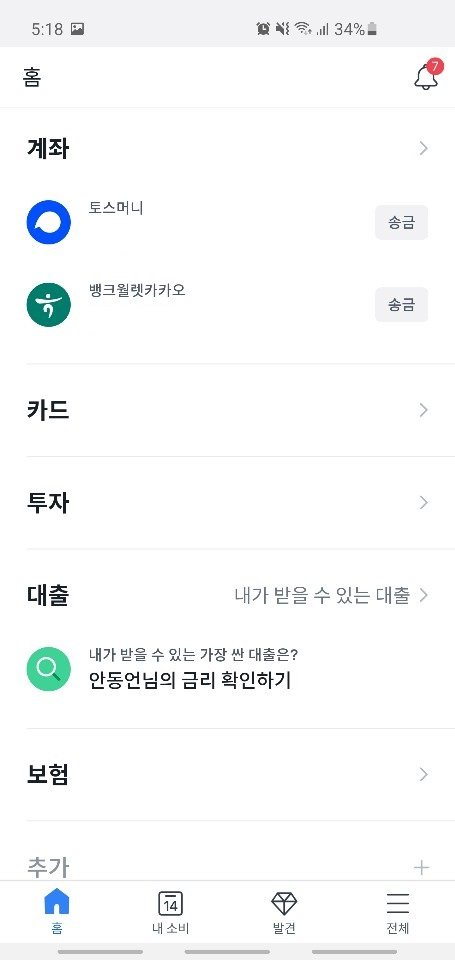 5:18 34%
홈 7
계좌
토스머니
송금
뱅크월렛카카오
송금
카드
투자
대출 내가 받을 수 있는 대출
내가 받을 수 있는 가장 싼 대출은?
안동언님의 금리 확인하기
보험
추가
14
홈 내 소비 발견 전체